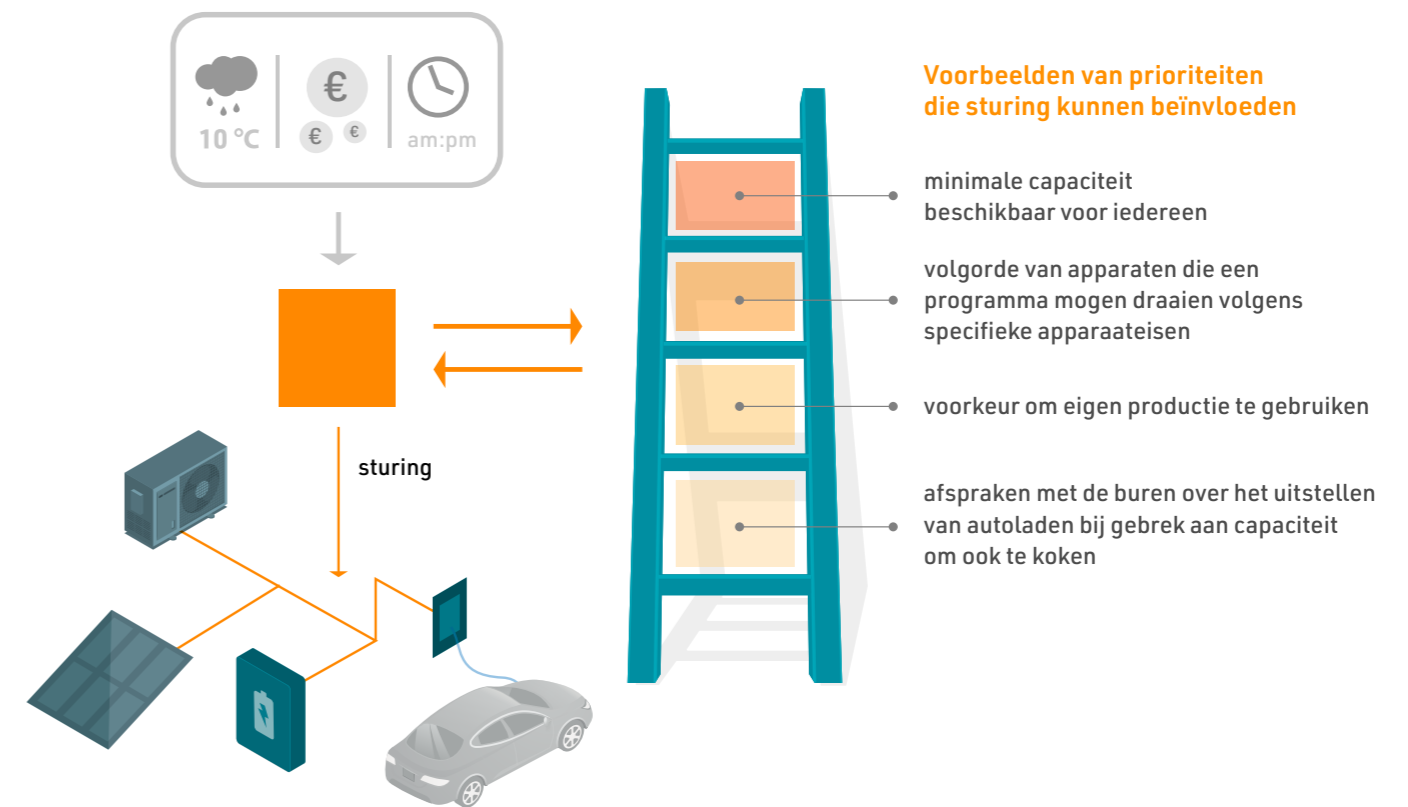 €
€
€
10 °C
am:pm
sturing
Voorbeelden van prioriteiten
die sturing kunnen beïnvloeden
minimale capaciteit
beschikbaar voor iedereen
volgorde van apparaten die een
programma mogen draaien volgens
specifieke apparaateisen
voorkeur om eigen productie te gebruiken
afspraken met de buren over het uitstellen
van autoladen bij gebrek aan capaciteit
om ook te koken